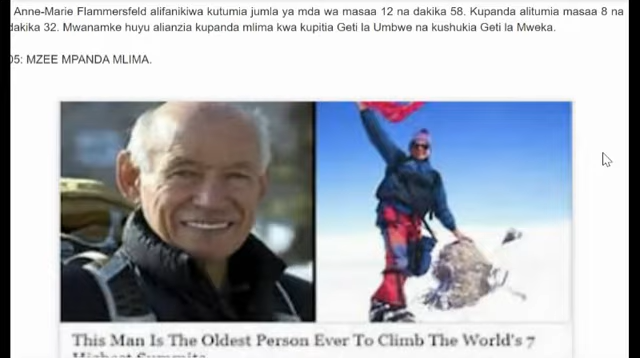 Anne-Marie Flammersfeld alifanikiwa kutumia jumla ya mda wa masaa 12 na dakika 58. Kupanda alitumia masaa 8 na
dakika 32. Mwanamke huyu alianzia kupanda mlima kwa kupitia Geti la Umbwe na kushukia Geti la Mweka.
05: MZEE MPANDA MLIMA.
This Man Is The Oldest Person Ever To Climb The World's 7
Highest Summits